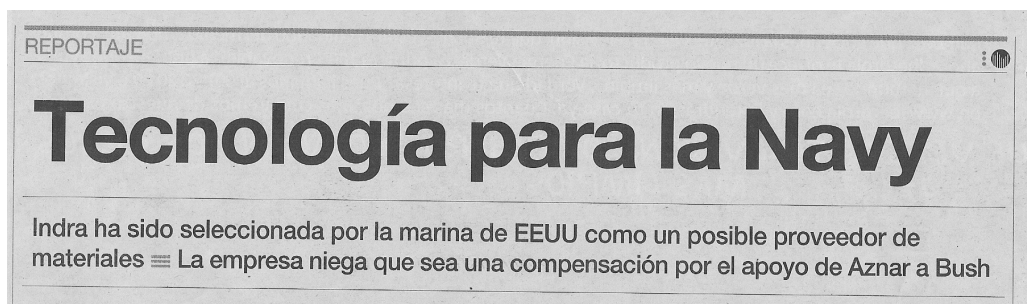 REPORTAJE
Tecnología para la Navy
Indra ha sido seleccionada por la marina de EEUU como un posible proveedor de
materiales La empresa niega que sea una compensación por el apoyo de Aznar a Bush